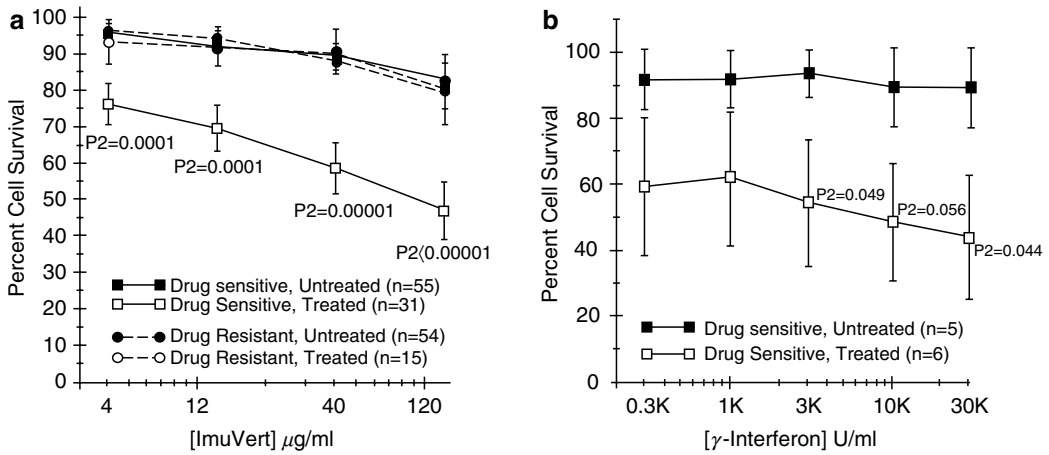 a
Percent Cell Survival
100
90
80
90
60
90
40
90
20
90
0
P2=0.0001
P2=0.0001
P2=0.00001
P2⟨0.00001
Drug sensitive, Untreated (n=55)
Drug Sensitive, Treated (n=31)
Drug Resistant, Untreated (n=54)
Drug Resistant, Treated (n=15)
4 12 40 120
[ImuVert] μg/ml
b
Percent Cell Survival
100
80
60
40
20
0
P2=0.049
P2=0.056
P2=0.044
Drug sensitive, Untreated (n=5)
Drug Sensitive, Treated (n=6)
0.3K 1K 3K 10K 30K
[γ-Interferon] U/ml